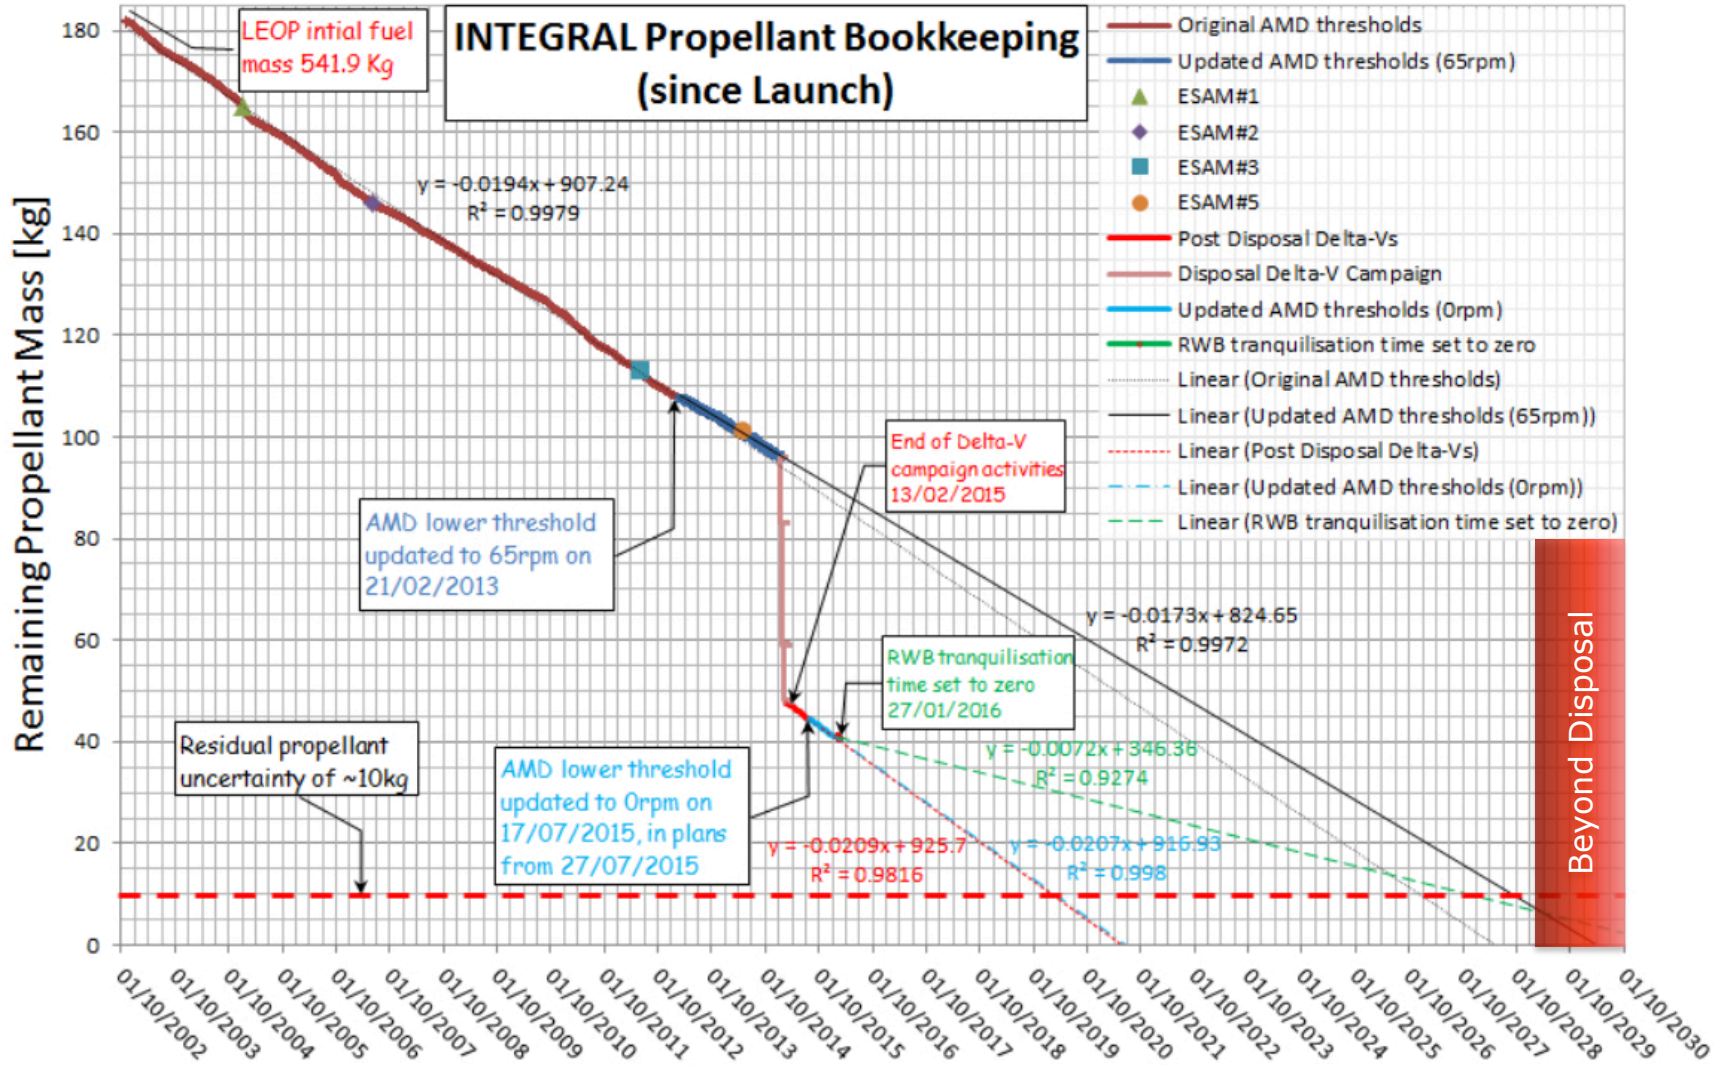 INTEGRAL Propellant Bookkeeping
(since Launch)
LEOP intial fuel
mass 541.9 Kg
Original AMD thresholds
Updated AMD thresholds (65rpm)
ESAM#1
ESAM#2
ESAM#3
ESAM#5
Post Disposal Delta-Vs
Disposal Delta-V Campaign
Updated AMD thresholds (0rpm)
RWB tranquilisation time set to zero
Linear (Original AMD thresholds)
Linear (Updated AMD thresholds (65rpm))
Linear (Post Disposal Delta-Vs)
Linear (Updated AMD thresholds (0rpm))
Linear (RWB tranquilisation time set to zero)
Remaining Propellant Mass [kg]
180
160
140
120
100
80
60
40
20
0
y = -0.0194x + 907.24
R² = 0.9979
End of Delta-V
campaign activities
13/02/2015
AMD lower threshold
updated to 65rpm on
21/02/2013
y = -0.0173x + 824.65
R² = 0.9972
RWB tranquilisation
time set to zero
27/01/2016
Residual propellant
uncertainty of ~10kg
AMD lower threshold
updated to 0rpm on
17/07/2015, in plans
from 27/07/2015
y = -0.0072x + 346.36
R² = 0.9274
y = -0.0209x + 925.7
R² = 0.9816
y = -0.0207x + 916.93
R² = 0.998
Beyond Disposal
01/10/2002
01/10/2003
01/10/2004
01/10/2005
01/10/2006
01/10/2007
01/10/2008
01/10/2009
01/10/2010
01/10/2011
01/10/2012
01/10/2013
01/10/2014
01/10/2015
01/10/2016
01/10/2017
01/10/2018
01/10/2019
01/10/2020
01/10/2021
01/10/2022
01/10/2023
01/10/2024
01/10/2025
01/10/2026
01/10/2027
01/10/2028
01/10/2029
01/10/2030